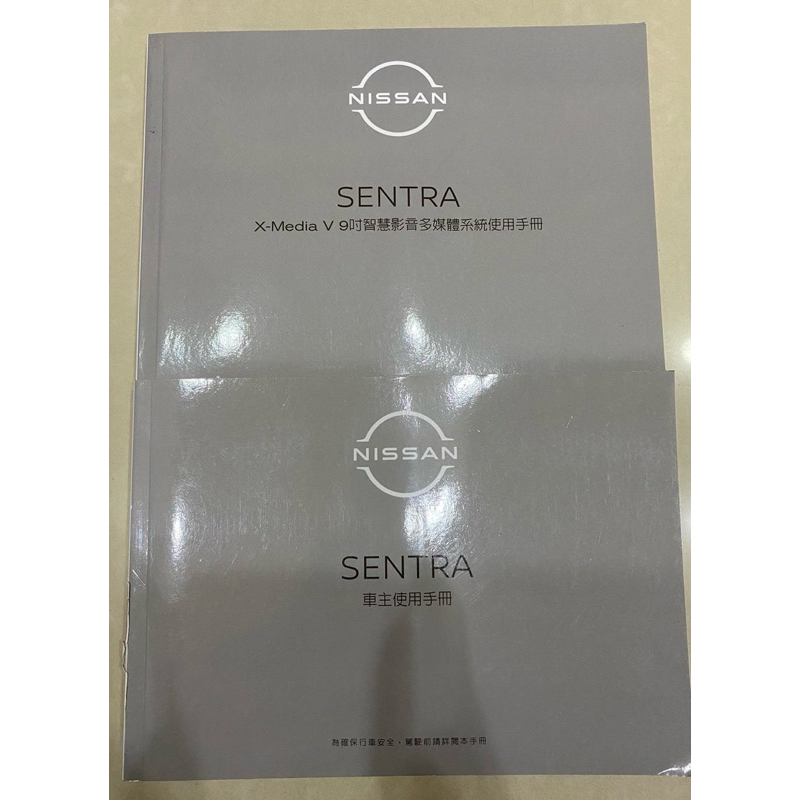 NISSAN
SENTRA
X-Media V 9吋智慧影音多媒體系統使用手冊
NISSAN
SENTRA
車主使用手冊
為確保行車安全，駕駛前請詳閱本手冊